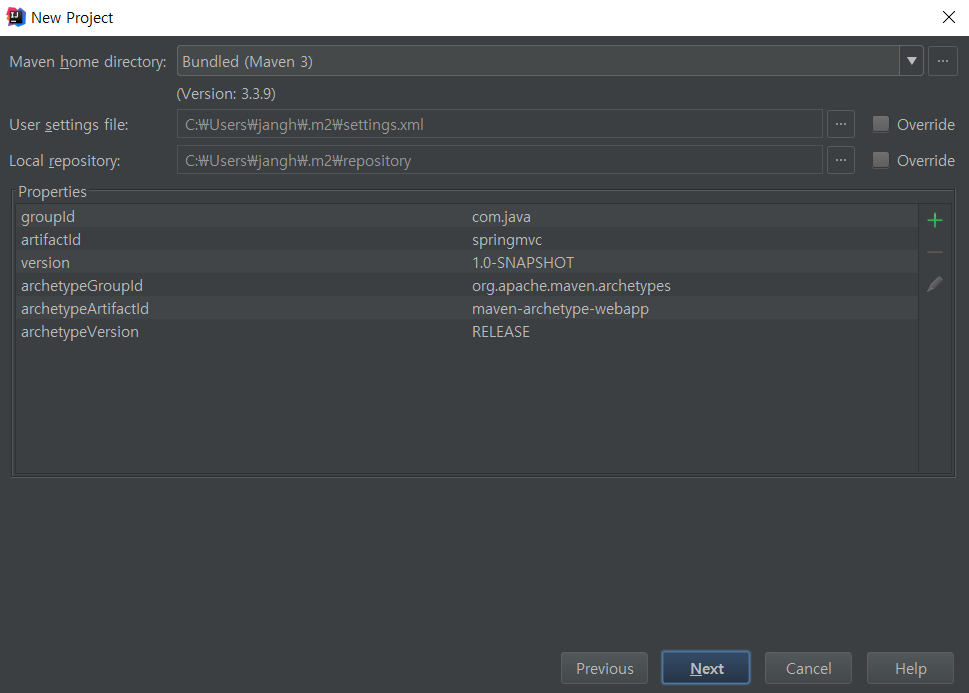 New Project
Maven home directory: Bundled (Maven 3) ...
(Version: 3.3.9)
User settings file: C:₩Users₩jangh₩.m2₩settings.xml ... Override
Local repository: C:₩Users₩jangh₩.m2₩repository ... Override
Properties
groupId com.java
artifactId springmvc
version 1.0-SNAPSHOT
archetypeGroupId org.apache.maven.archetypes
archetypeArtifactId maven-archetype-webapp
archetypeVersion RELEASE
Previous Next Cancel Help